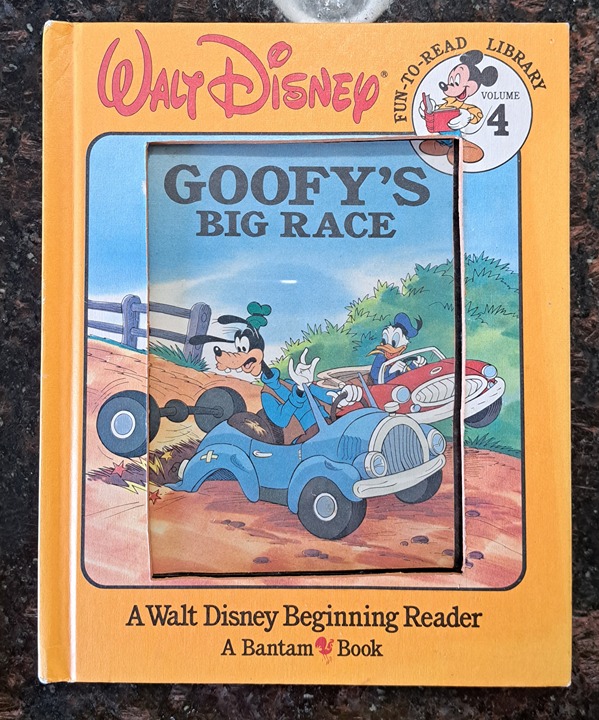 WALT DISNEY®
FUN-TO-READ LIBRARY
VOLUME
4
GOOFY'S
BIG RACE
A Walt Disney Beginning Reader
A Bantam Book